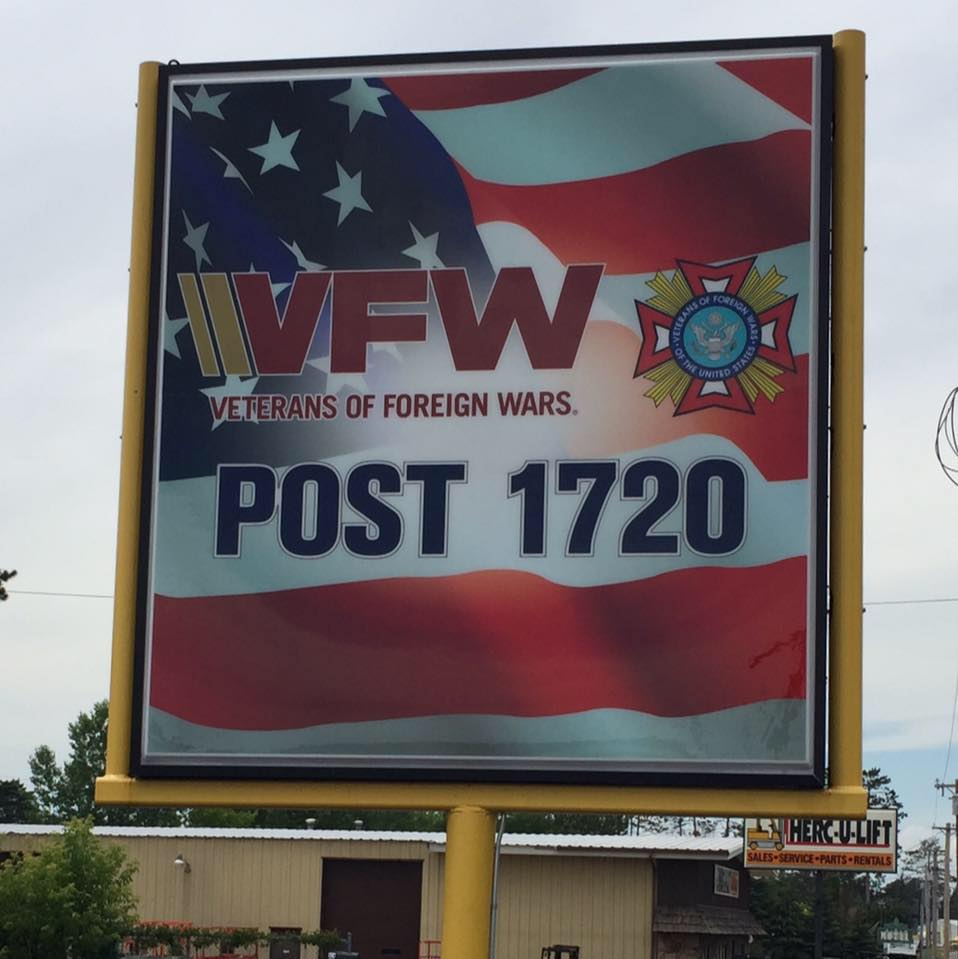 VFW
VETERANS OF FOREIGN WARS®
VETERANS OF FOREIGN WARS
OF THE UNITED STATES
POST 1720
HERC-U-LIFT
SALES•SERVICE•PARTS•RENTALS